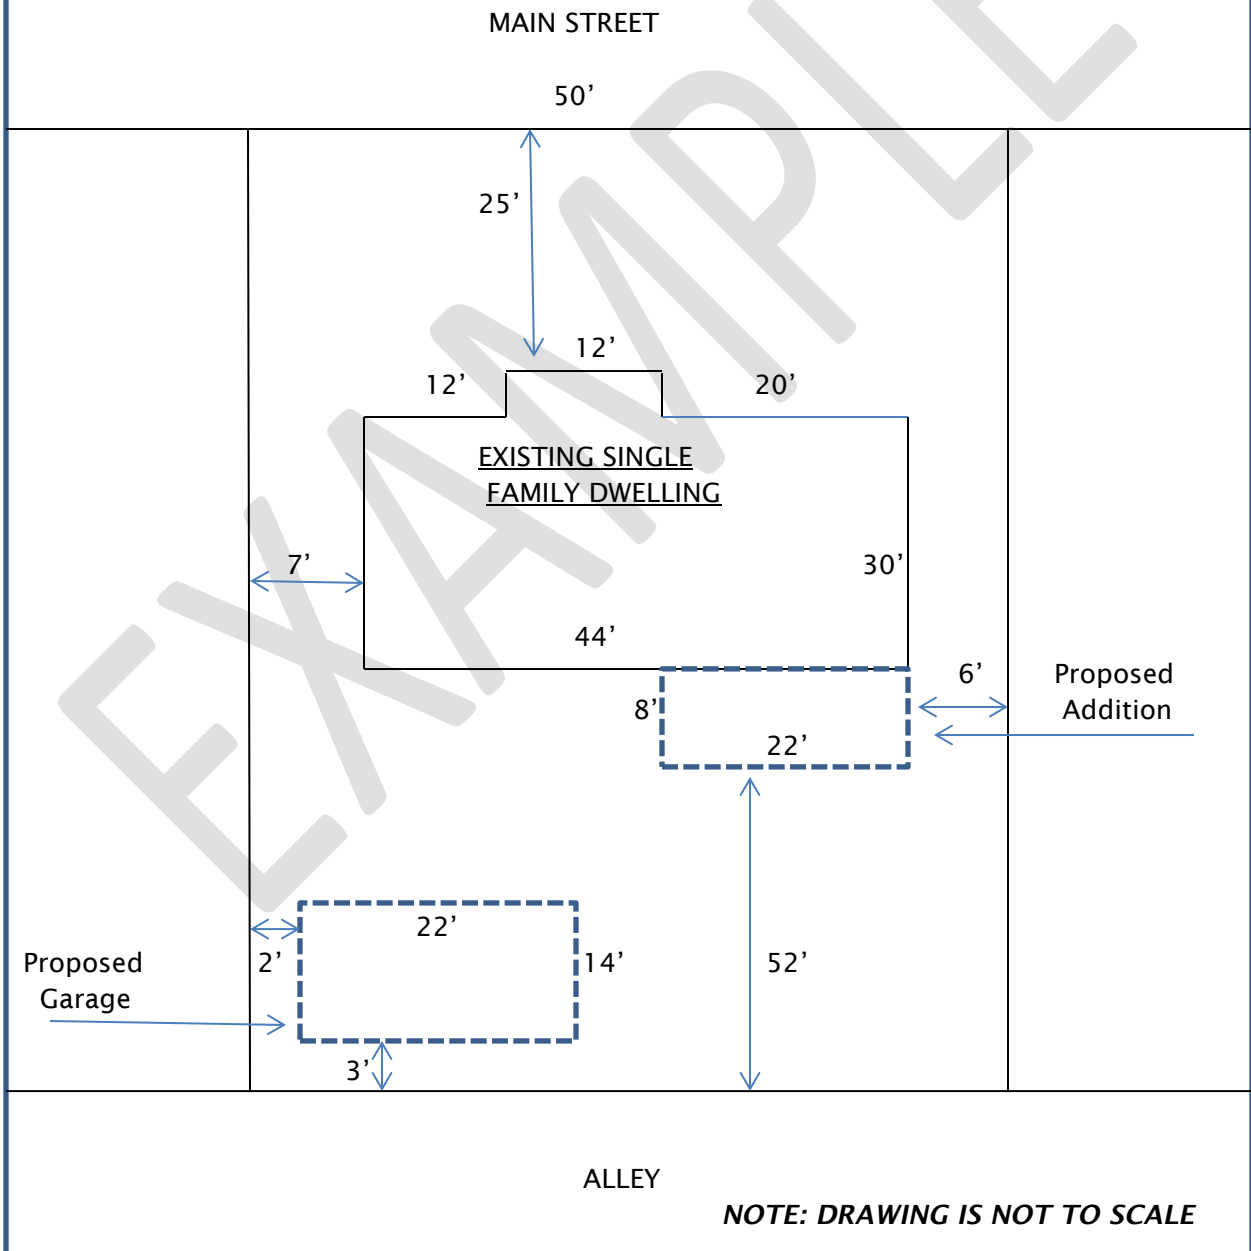 MAIN STREET
50’
25’
12’
12’
20’
EXISTING SINGLE
FAMILY DWELLING
7’
30’
44’
6’
Proposed
Addition
8’
22’
22’
Proposed
Garage
2’
14’
52’
3’
ALLEY
NOTE: DRAWING IS NOT TO SCALE
EXAMPLE